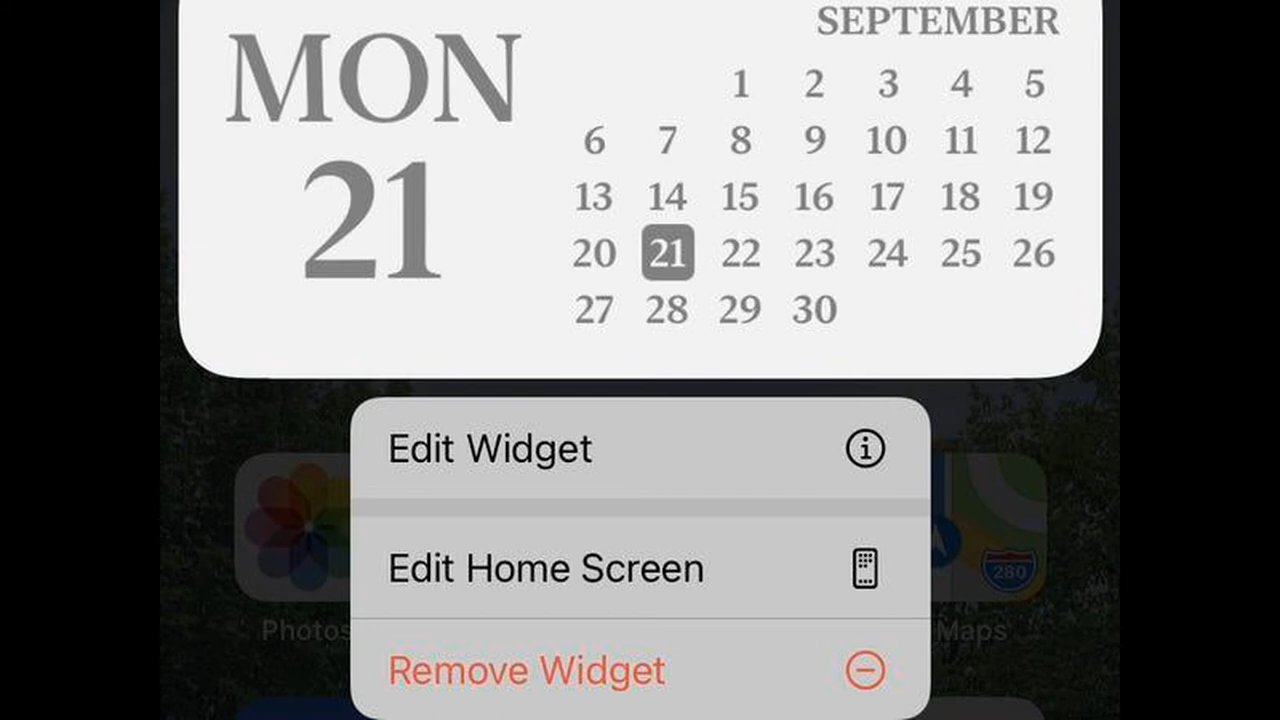 SEPTEMBER
MON
21
1 2 3 4 5
6 7 8 9 10 11 12
13 14 15 16 17 18 19
20 21 22 23 24 25 26
27 28 29 30
Edit Widget
Edit Home Screen
280
Photos
Maps
Remove Widget